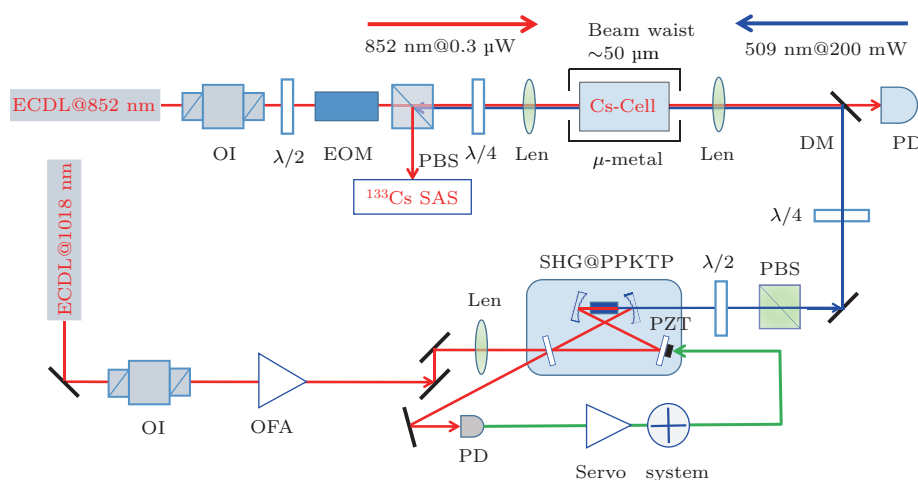 852 nm@0.3 μW
Beam waist
~50 μm
509 nm@200 mW
ECDL@852 nm
Cs-Cell
OI
λ/2
EOM
PBS
λ/4
Len
μ-metal
Len
DM
PD
¹³³Cs SAS
λ/4
ECDL@1018 nm
SHG@PPKTP
λ/2
PBS
Len
PZT
OI
OFA
PD
Servo system